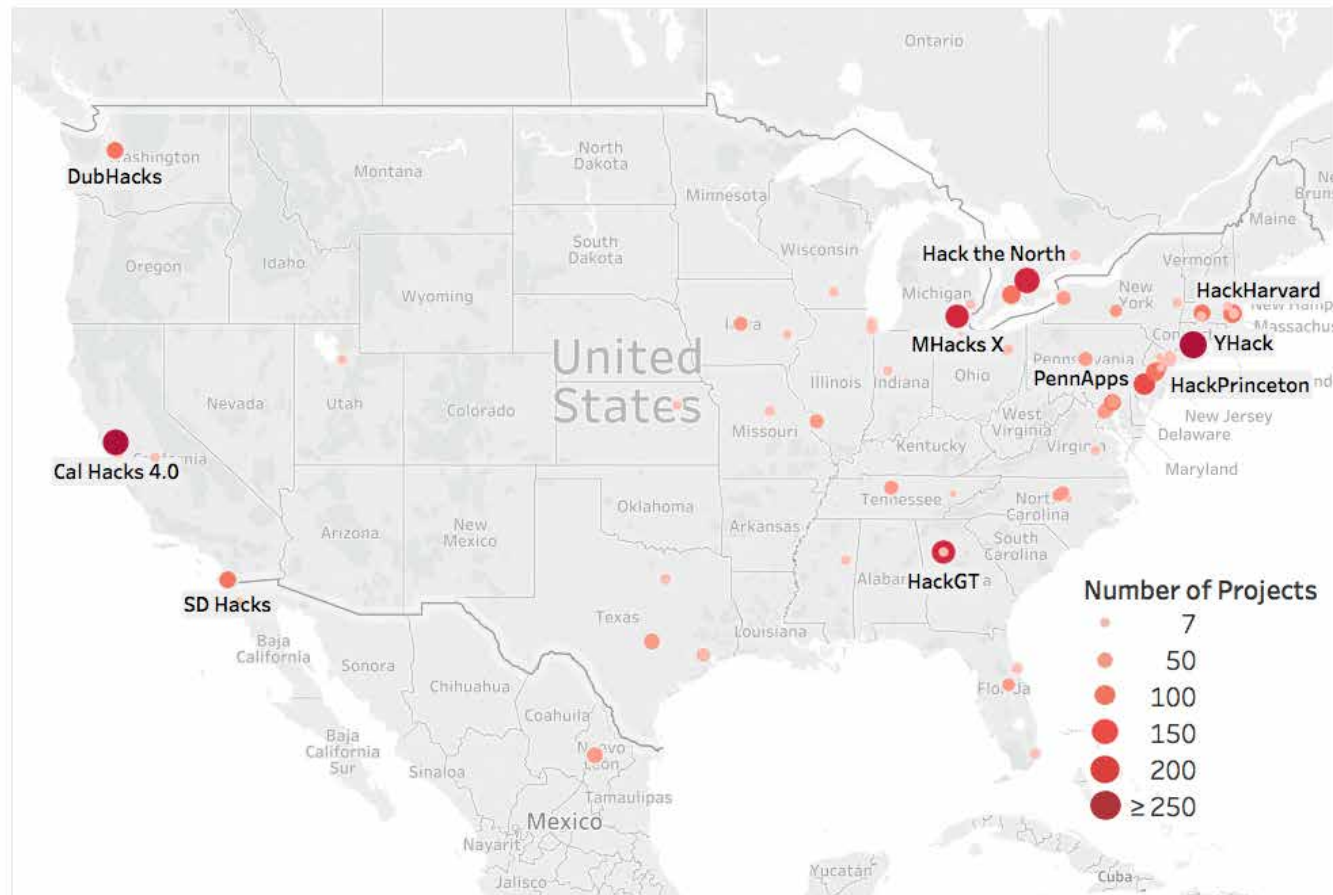 Ontario
Washington
DubHacks
North
Dakota
Montana
Minnesota
Maine
Oregon
Idaho
South
Dakota
Wisconsin
Hack the North
Vermont
Wyoming
Michigan
New
York
HackHarvard
MHacks X
YHack
Nevada
Utah
Colorado
United
States
Illinois
Indiana
Ohio
Pennsylvania
PennApps
HackPrinceton
Missouri
Kentucky
West
Virginia
Virginia
New Jersey
Delaware
Maryland
California
Cal Hacks 4.0
Arizona
New
Mexico
Oklahoma
Arkansas
Tennessee
North
Carolina
South
Carolina
HackGT
SD Hacks
Texas
Louisiana
Baja
California
Sonora
Chihuahua
Coahuila
Florida
Number of Projects
7
50
100
150
200
≥ 250
Baja
California
Sur
Sinaloa
Nuevo
León
Tamaulipas
Mexico
Nayarit
Jalisco
Yucatán
Cuba